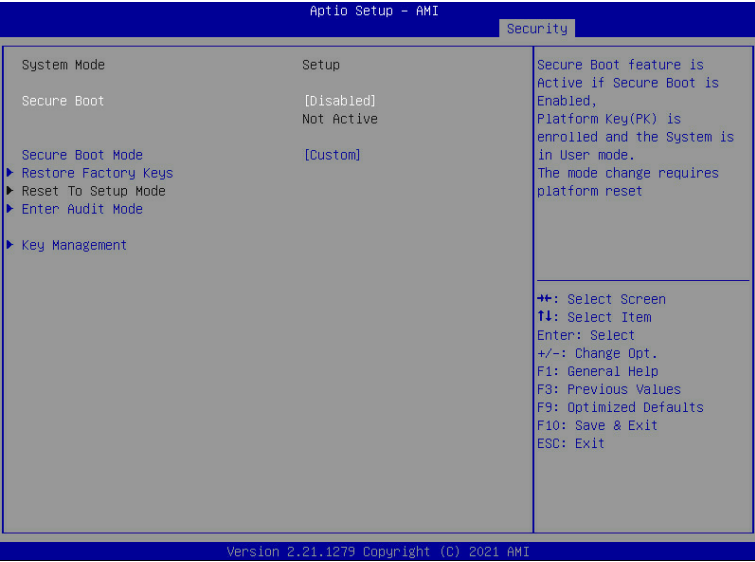 Aptio Setup – AMI
Security
System Mode Setup
Secure Boot [Disabled]
Not Active
Secure Boot Mode [Custom]
▶ Restore Factory Keys
▶ Reset To Setup Mode
▶ Enter Audit Mode
▶ Key Management
Secure Boot feature is
Active if Secure Boot is
Enabled,
Platform Key(PK) is
enrolled and the System is
in User mode.
The mode change requires
platform reset
→←: Select Screen
↑↓: Select Item
Enter: Select
+/-: Change Opt.
F1: General Help
F3: Previous Values
F9: Optimized Defaults
F10: Save & Exit
ESC: Exit
Version 2.21.1279 Copyright (C) 2021 AMI